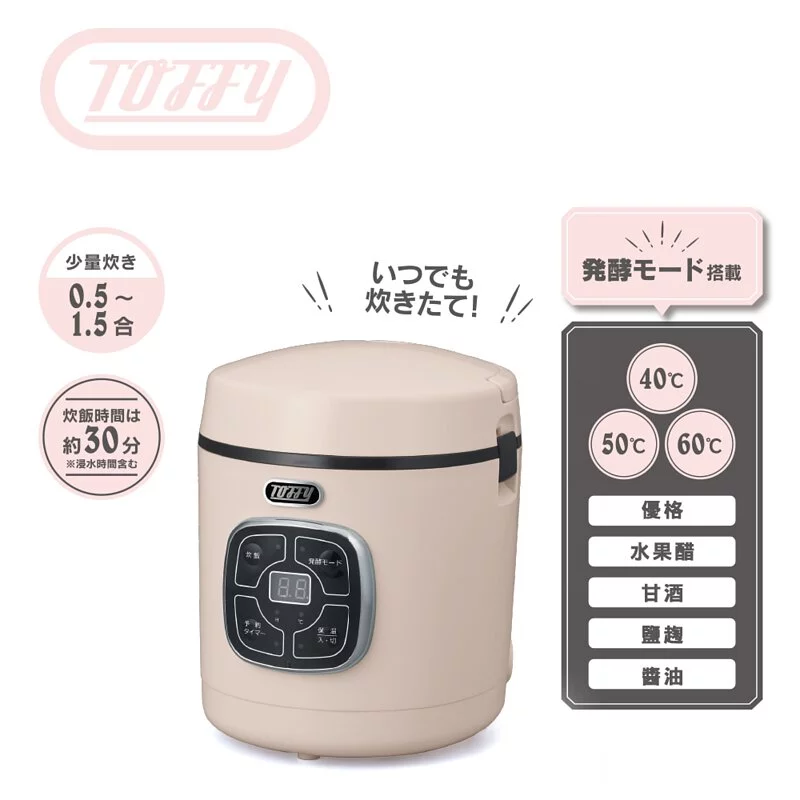 TOFFY
少量炊き
0.5～
1.5合
炊飯時間は
約30分
※浸水時間含む
いつでも
炊きたて!
発酵モード搭載
40℃
50℃
60℃
優格
水果醋
甘酒
鹽麴
醬油
TOFFY
炊飯
発酵モード
8.8.
H
℃
予約
タイマー
保温
入・切